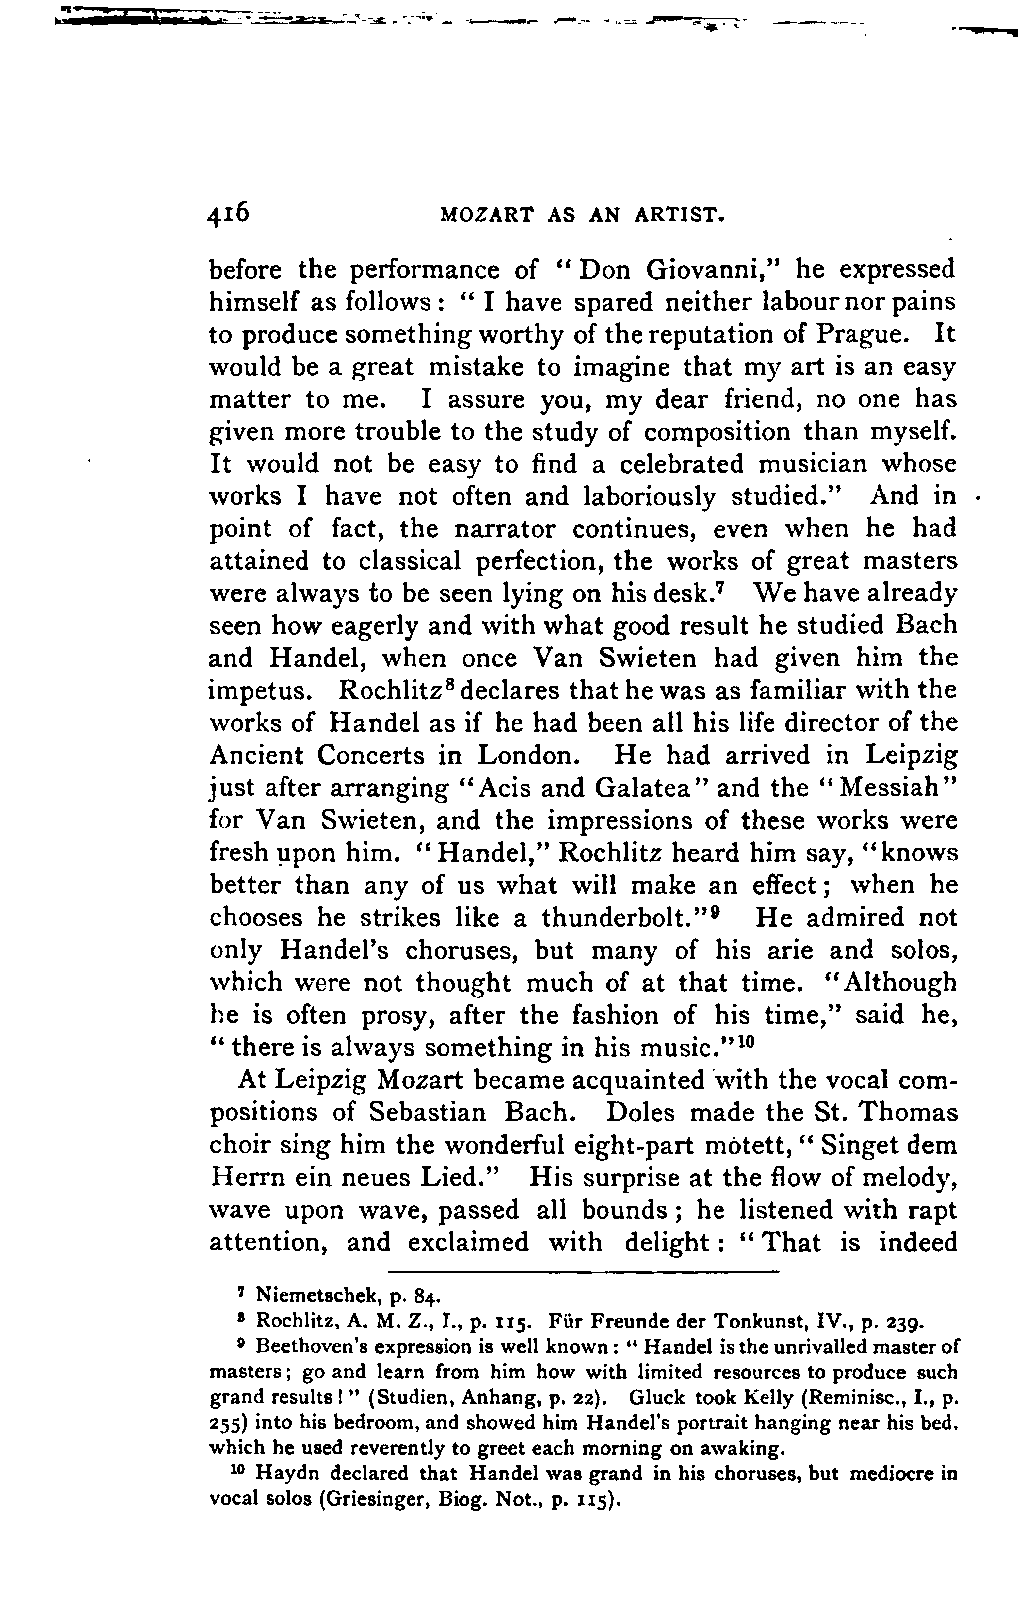 416 MOZART AS AN ARTIST.
before the performance of “ Don Giovanni,” he expressed
himself as follows : “ I have spared neither labour nor pains
to produce something worthy of the reputation of Prague. It
would be a great mistake to imagine that my art is an easy
matter to me. I assure you, my dear friend, no one has
given more trouble to the study of composition than myself.
It would not be easy to find a celebrated musician whose
works I have not often and laboriously studied.” And in
point of fact, the narrator continues, even when he had
attained to classical perfection, the works of great masters
were always to be seen lying on his desk.⁷ We have already
seen how eagerly and with what good result he studied Bach
and Handel, when once Van Swieten had given him the
impetus. Rochlitz⁸ declares that he was as familiar with the
works of Handel as if he had been all his life director of the
Ancient Concerts in London. He had arrived in Leipzig
just after arranging “Acis and Galatea” and the “ Messiah”
for Van Swieten, and the impressions of these works were
fresh upon him. “ Handel,” Rochlitz heard him say, “knows
better than any of us what will make an effect ; when he
chooses he strikes like a thunderbolt.”⁹ He admired not
only Handel’s choruses, but many of his arie and solos,
which were not thought much of at that time. “Although
he is often prosy, after the fashion of his time,” said he,
“ there is always something in his music.”¹⁰
At Leipzig Mozart became acquainted with the vocal com-
positions of Sebastian Bach. Doles made the St. Thomas
choir sing him the wonderful eight-part mòtett, “ Singet dem
Herrn ein neues Lied.” His surprise at the flow of melody,
wave upon wave, passed all bounds ; he listened with rapt
attention, and exclaimed with delight : “ That is indeed
⁷ Niemetschek, p. 84.
⁸ Rochlitz, A. M. Z., I., p. 115. Für Freunde der Tonkunst, IV., p. 239.
⁹ Beethoven’s expression is well known : “ Handel is the unrivalled master of
masters ; go and learn from him how with limited resources to produce such
grand results ! ” (Studien, Anhang, p. 22). Gluck took Kelly (Reminisc., I., p.
255) into his bedroom, and showed him Handel’s portrait hanging near his bed,
which he used reverently to greet each morning on awaking.
¹⁰ Haydn declared that Handel was grand in his choruses, but mediocre in
vocal solos (Griesinger, Biog. Not., p. 115).